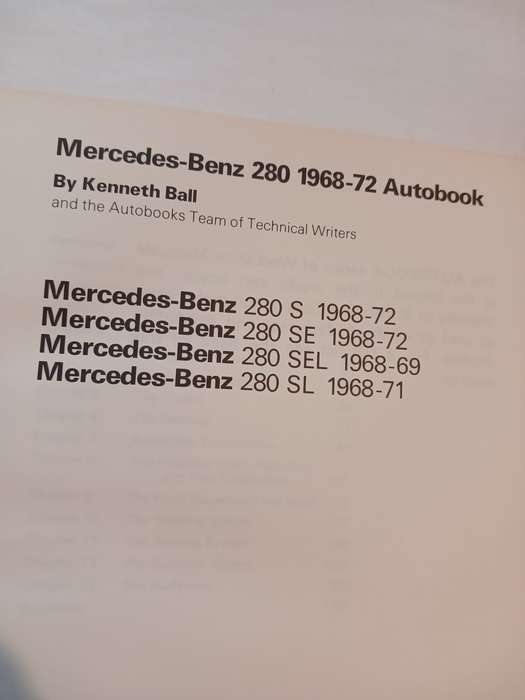 Mercedes-Benz 280 1968-72 Autobook
By Kenneth Ball
and the Autobooks Team of Technical Writers
Mercedes-Benz 280 S 1968-72
Mercedes-Benz 280 SE 1968-72
Mercedes-Benz 280 SEL 1968-69
Mercedes-Benz 280 SL 1968-71